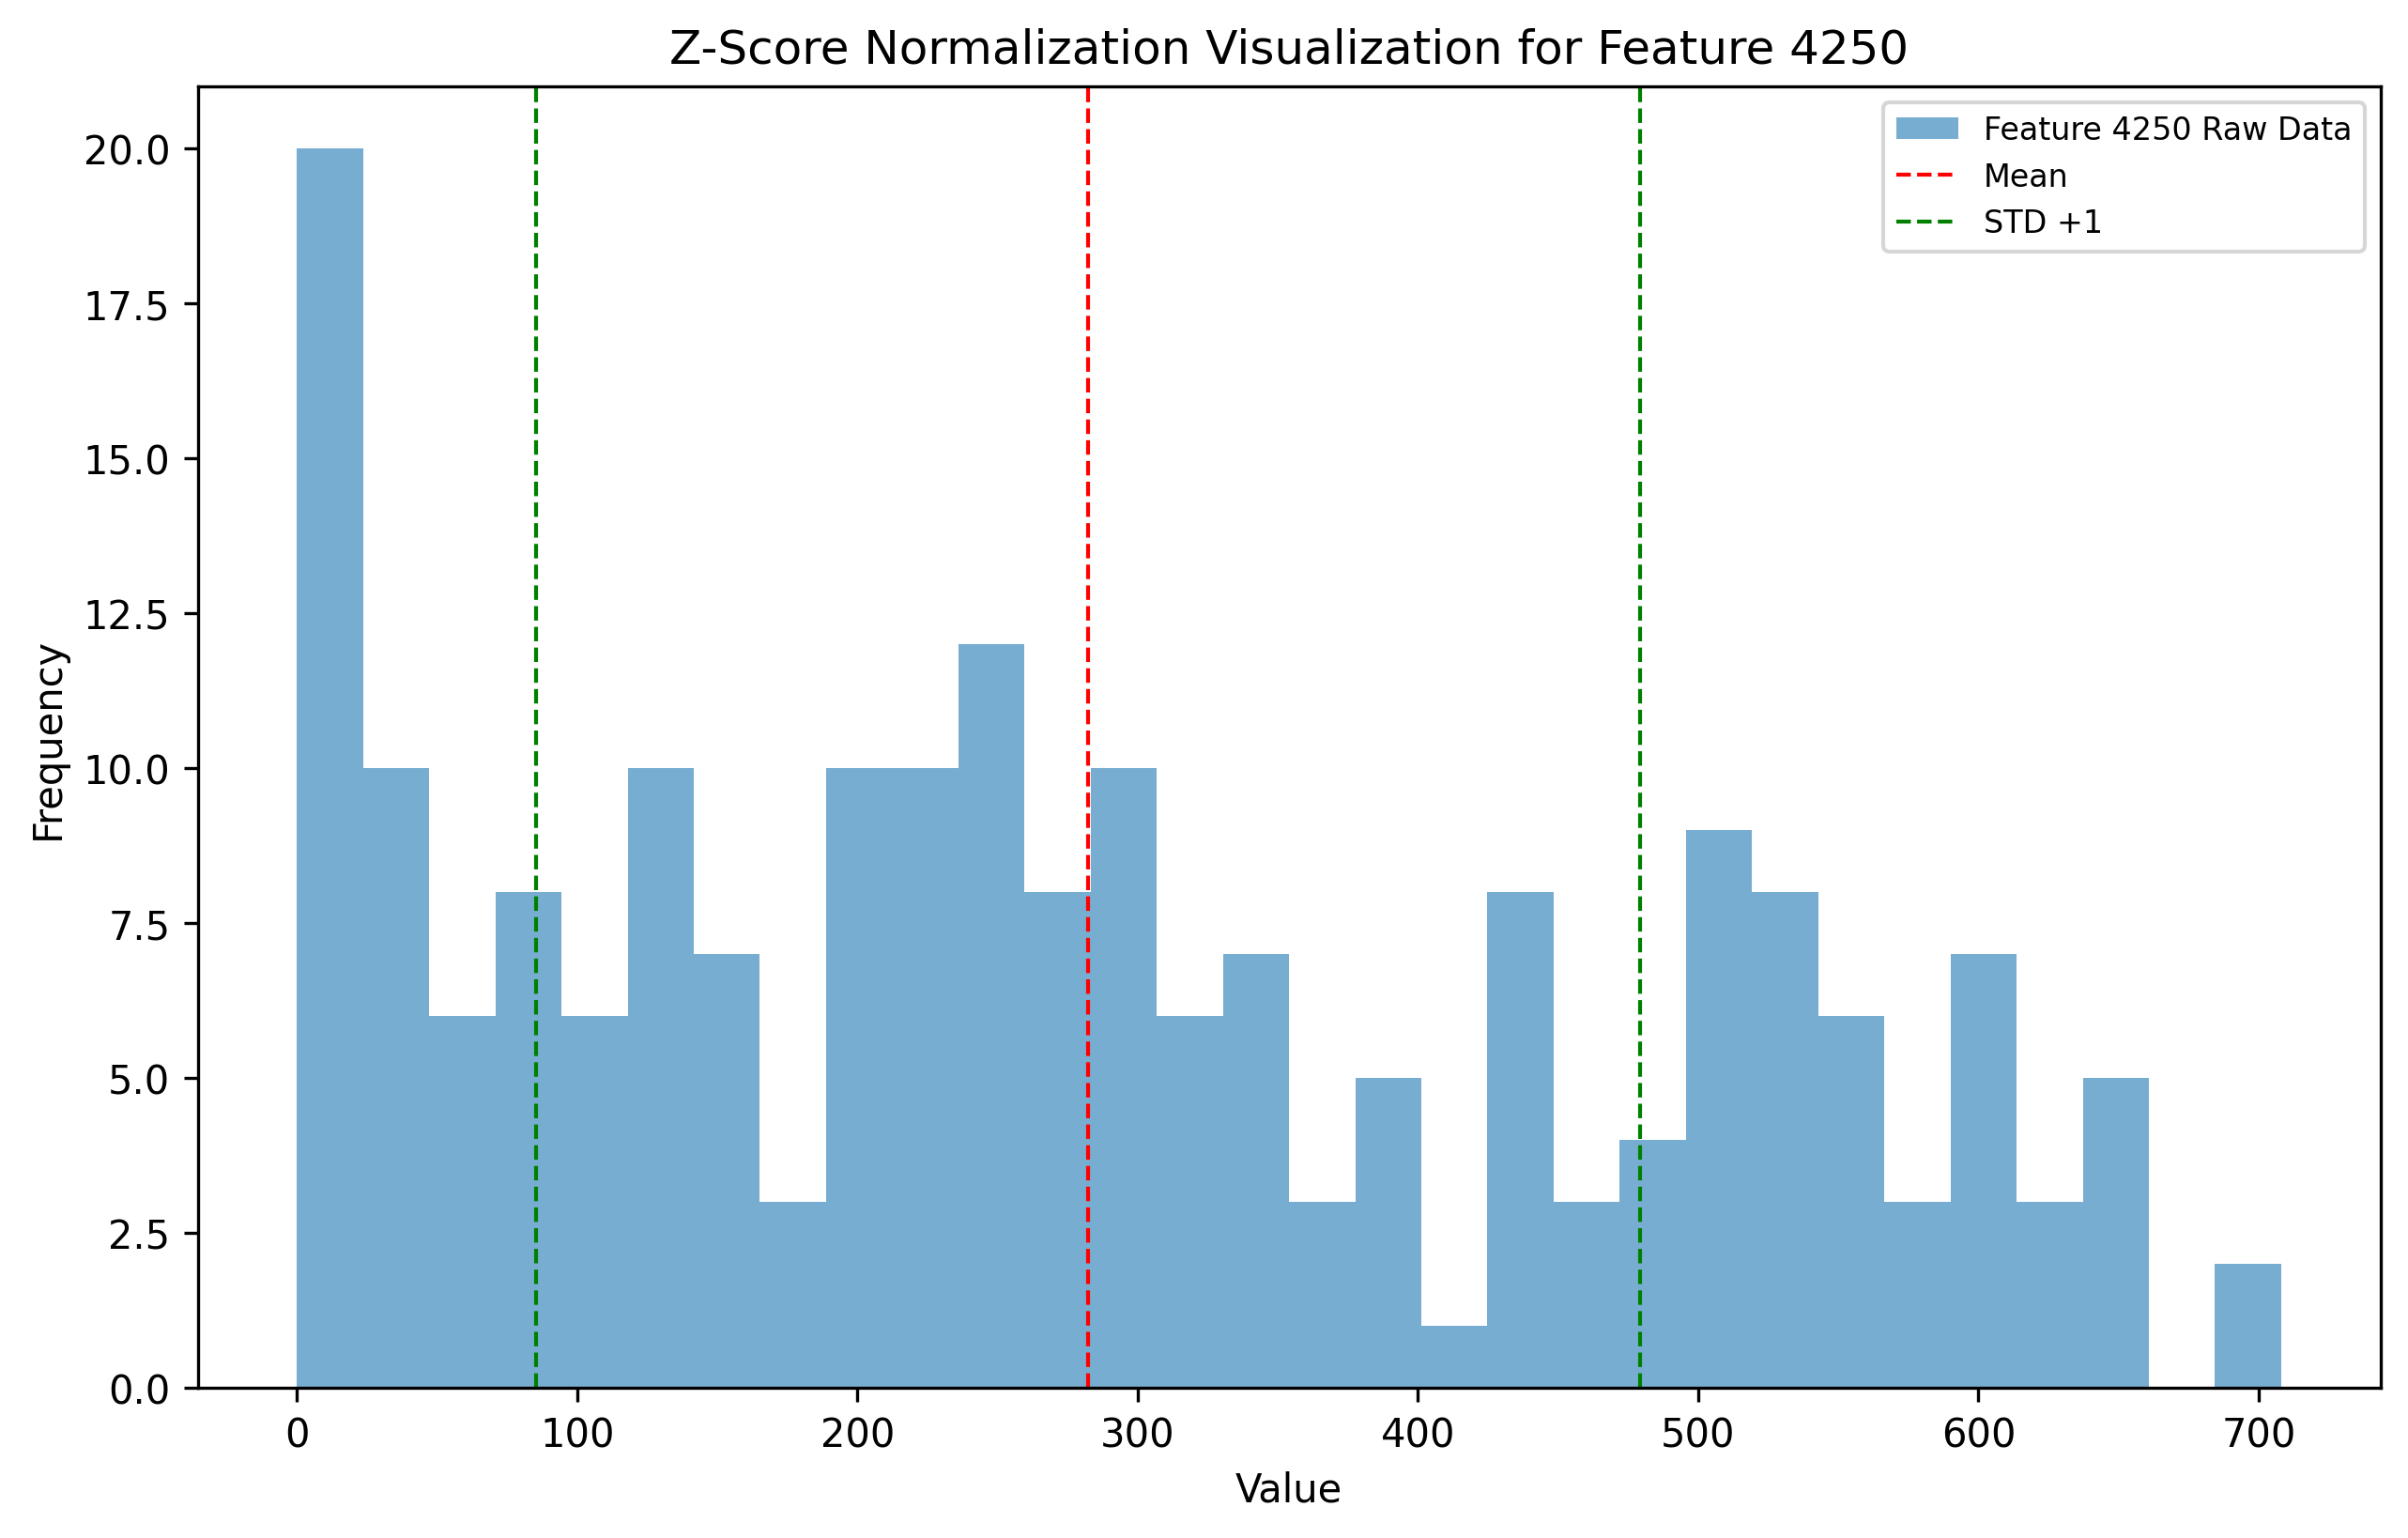 Z-Score Normalization Visualization for Feature 4250
Feature 4250 Raw Data
Mean
STD +1
Frequency
20.0
17.5
15.0
12.5
10.0
7.5
5.0
2.5
0.0
0 100 200 300 400 500 600 700
Value